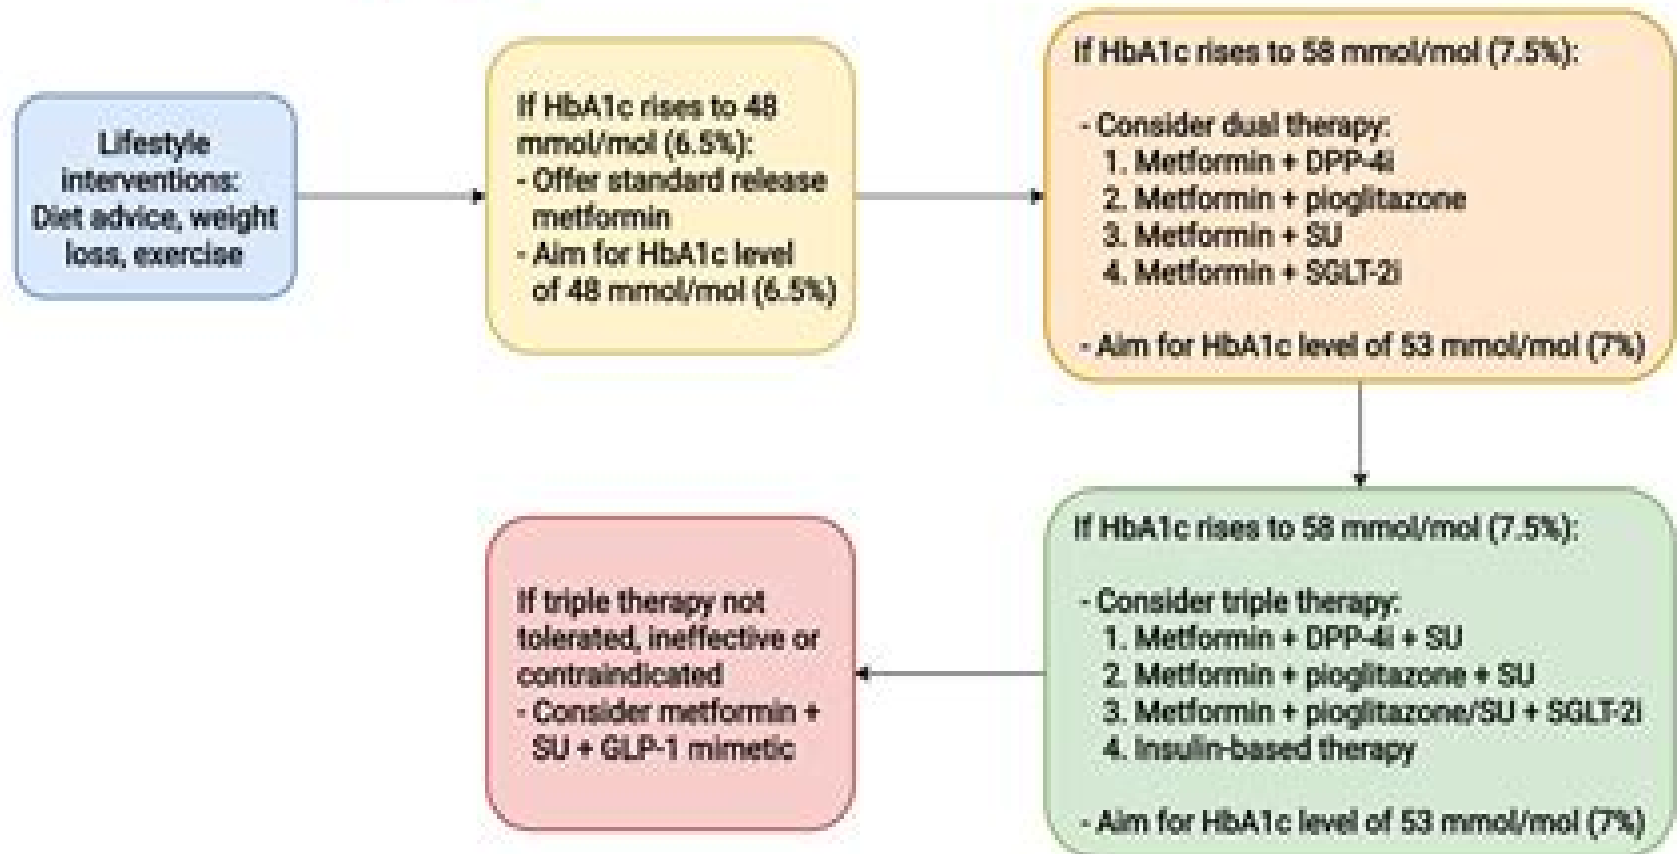 Lifestyle
interventions:
Diet advice, weight
loss, exercise
If HbA1c rises to 48
mmol/mol (6.5%):
- Offer standard release
metformin
- Aim for HbA1c level
of 48 mmol/mol (6.5%)
If HbA1c rises to 58 mmol/mol (7.5%):
- Consider dual therapy:
1. Metformin + DPP-4i
2. Metformin + pioglitazone
3. Metformin + SU
4. Metformin + SGLT-2i
- Aim for HbA1c level of 53 mmol/mol (7%)
If HbA1c rises to 58 mmol/mol (7.5%):
- Consider triple therapy:
1. Metformin + DPP-4i + SU
2. Metformin + pioglitazone + SU
3. Metformin + pioglitazone/SU + SGLT-2i
4. Insulin-based therapy
- Aim for HbA1c level of 53 mmol/mol (7%)
If triple therapy not
tolerated, ineffective or
contraindicated
- Consider metformin +
SU + GLP-1 mimetic